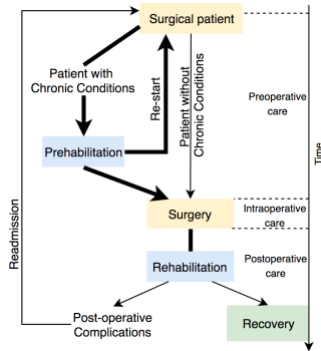 Surgical patient
Patient with
Chronic Conditions
Re-start
Patient without
Chronic Conditions
Preoperative
care
Time
Prehabilitation
Readmission
Surgery
Intraoperative
care
Rehabilitation
Postoperative
care
Post-operative
Complications
Recovery